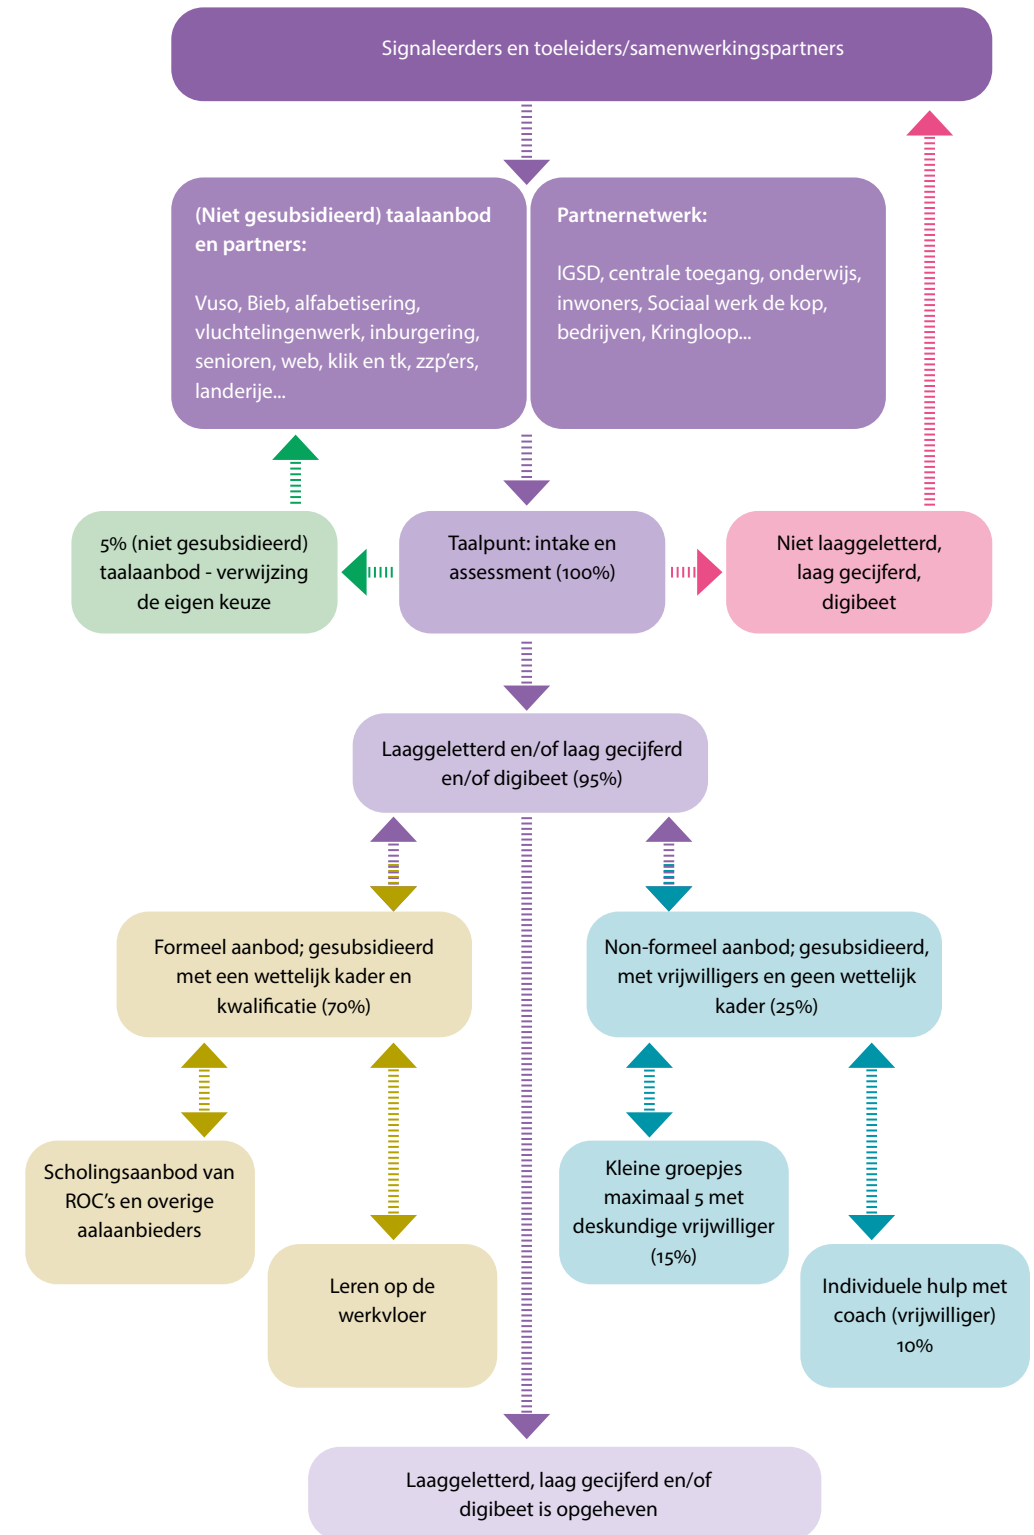 Signaleerders en toeleiders/samenwerkingspartners
(Niet gesubsidieerd) taalaanbod
en partners:
Vuso, Bieb, alfabetisering,
vluchtelingenwerk, inburgering,
senioren, web, klik en tk, zzp'ers,
landerije...
Partnernetwerk:
IGSD, centrale toegang, onderwijs,
inwoners, Sociaal werk de kop,
bedrijven, Kringloop...
5% (niet gesubsidieerd)
taalaanbod - verwijzing
de eigen keuze
Taalpunt: intake en
assessment (100%)
Niet laaggeletterd,
laag gecijferd,
digibeet
Laaggeletterd en/of laag gecijferd
en/of digibeet (95%)
Formeel aanbod; gesubsidieerd
met een wettelijk kader en
kwalificatie (70%)
Non-formeel aanbod; gesubsidieerd,
met vrijwilligers en geen wettelijk
kader (25%)
Scholingsaanbod van
ROC's en overige
aalaanbieders
Leren op de
werkvloer
Kleine groepjes
maximaal 5 met
deskundige vrijwilliger
(15%)
Individuele hulp met
coach (vrijwilliger)
10%
Laaggeletterd, laag gecijferd en/of
digibeet is opgeheven